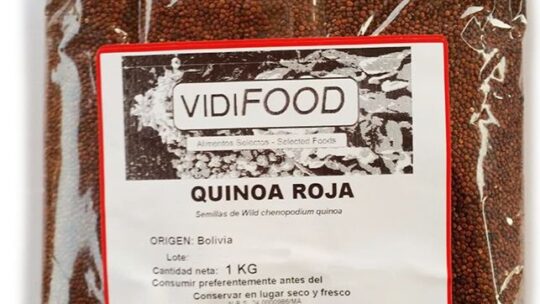 VIDIFOOD
Alimentos Selectos - Selected Foods
QUINOA ROJA
Semillas de Wild chenopodium quinoa
ORIGEN: Bolivia
Lote:
Cantidad neta: 1 KG
Consumir preferentemente antes del
Conservar en lugar seco y fresco